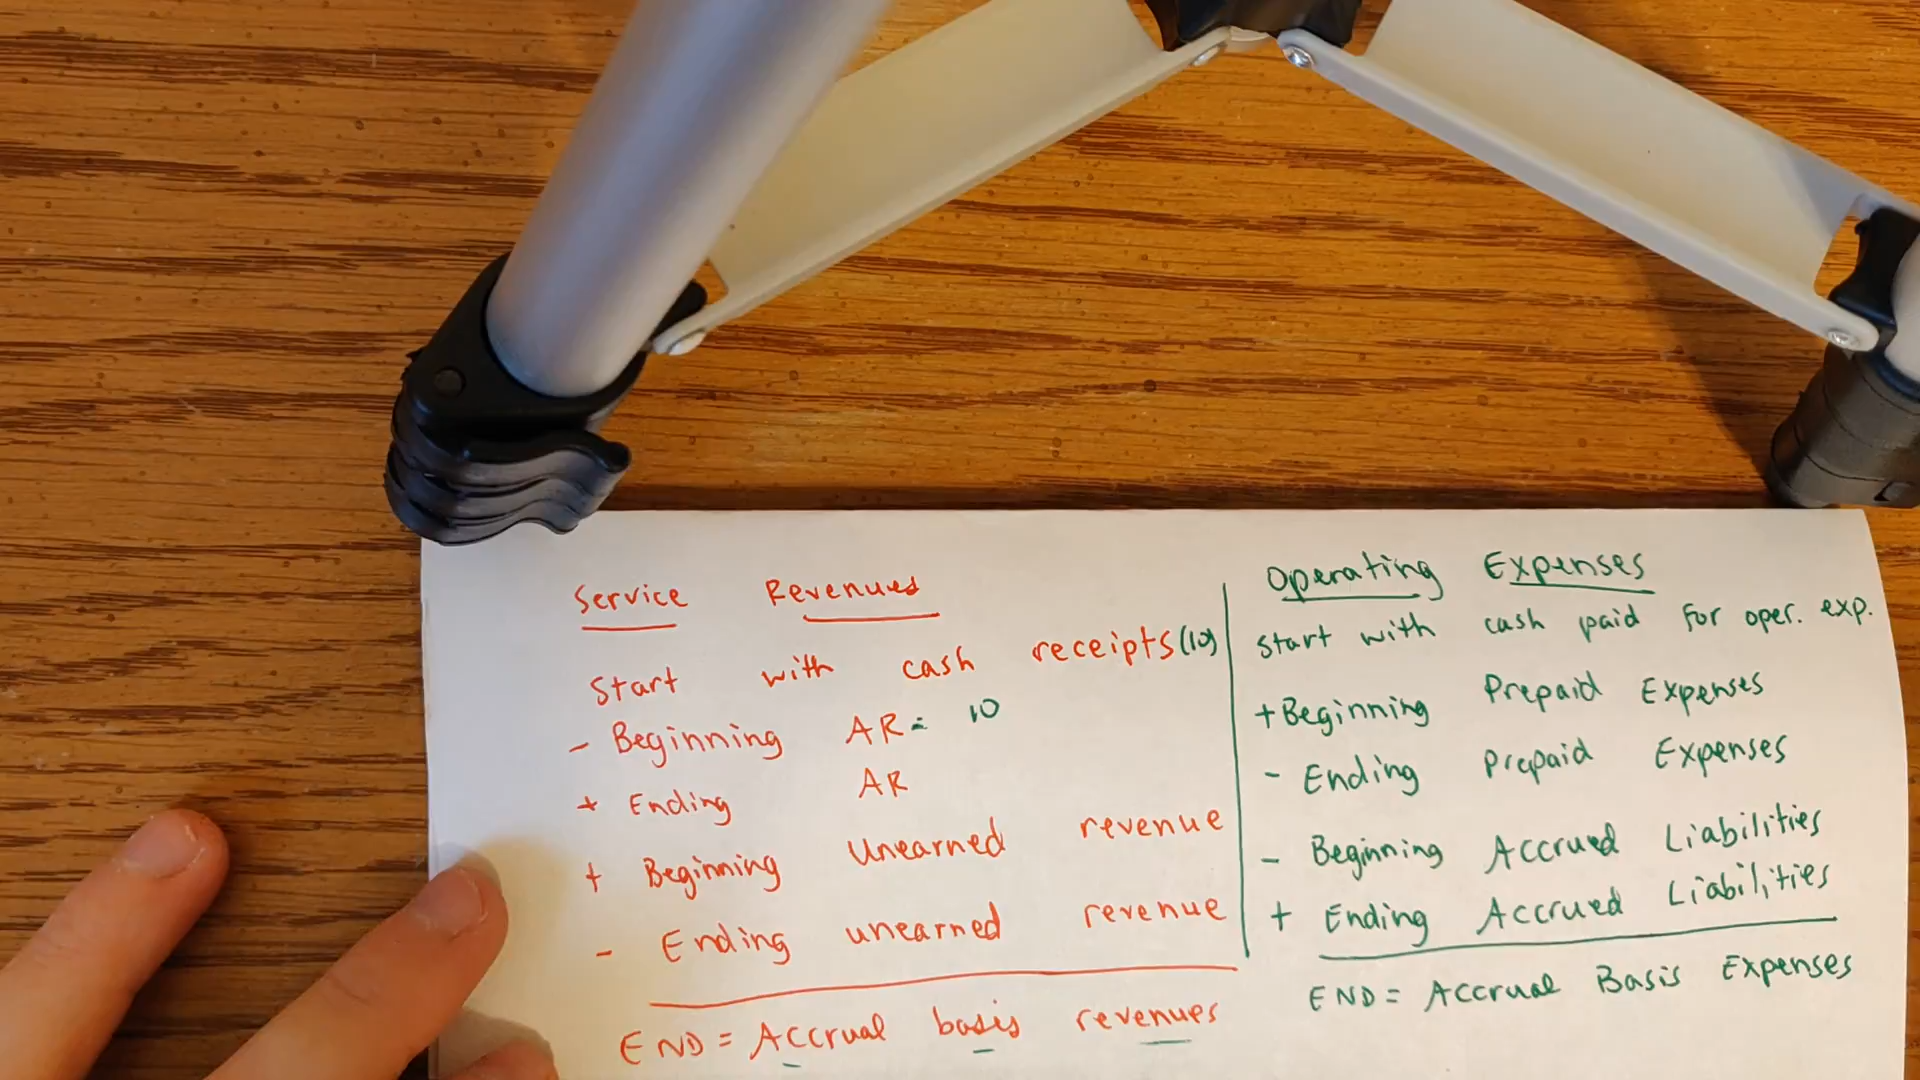 Service Revenues
Start with cash receipts (10)
- Beginning AR = 10
+ Ending AR
+ Beginning Unearned revenue
- Ending unearned revenue
END = Accrual basis revenues
Operating Expenses
Start with cash paid for oper. exp.
+ Beginning Prepaid Expenses
- Ending Prepaid Expenses
- Beginning Accrued Liabilities
+ Ending Accrued Liabilities
END = Accrual Basis Expenses